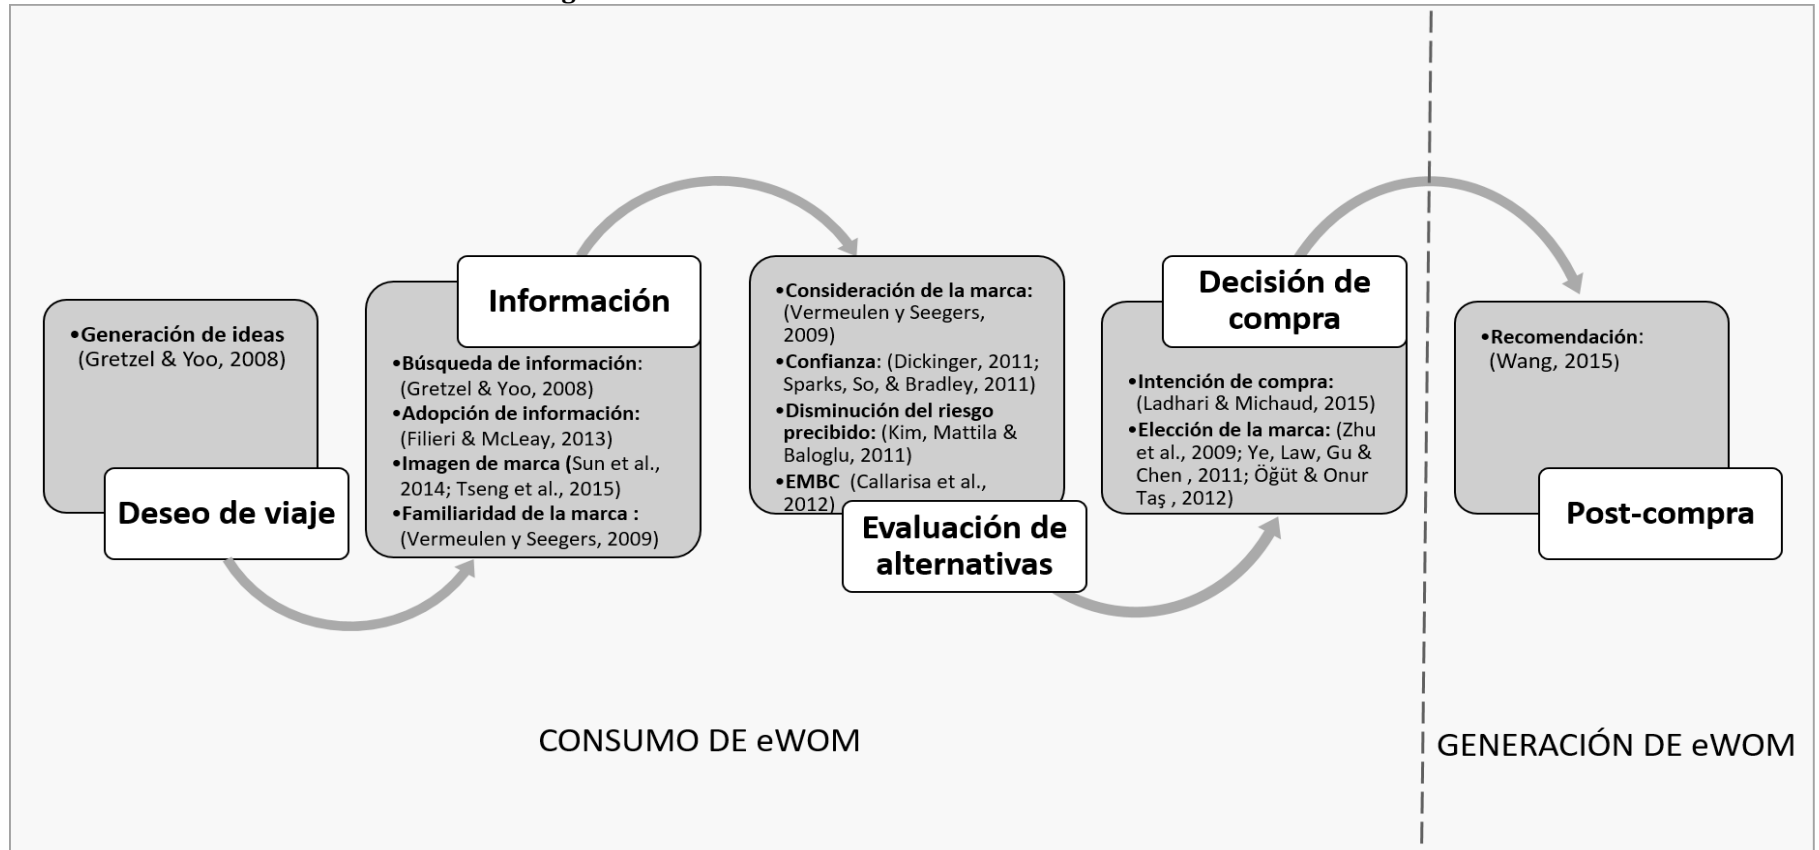 •Generación de ideas
(Gretzel & Yoo, 2008)
Deseo de viaje
Información
•Búsqueda de información:
(Gretzel & Yoo, 2008)
•Adopción de información:
(Filieri & McLeay, 2013)
•Imagen de marca (Sun et al.,
2014; Tseng et al., 2015)
•Familiaridad de la marca :
(Vermeulen y Seegers, 2009)
•Consideración de la marca:
(Vermeulen y Seegers,
2009)
•Confianza: (Dickinger, 2011;
Sparks, So, & Bradley, 2011)
•Disminución del riesgo
precibido: (Kim, Mattila &
Baloglu, 2011)
•EMBC (Callarisa et al.,
2012)
Evaluación de
alternativas
Decisión de
compra
•Intención de compra:
(Ladhari & Michaud, 2015)
•Elección de la marca: (Zhu
et al., 2009; Ye, Law, Gu &
Chen , 2011; Öğüt & Onur
Taş , 2012)
•Recomendación:
(Wang, 2015)
Post-compra
CONSUMO DE eWOM
GENERACIÓN DE eWOM